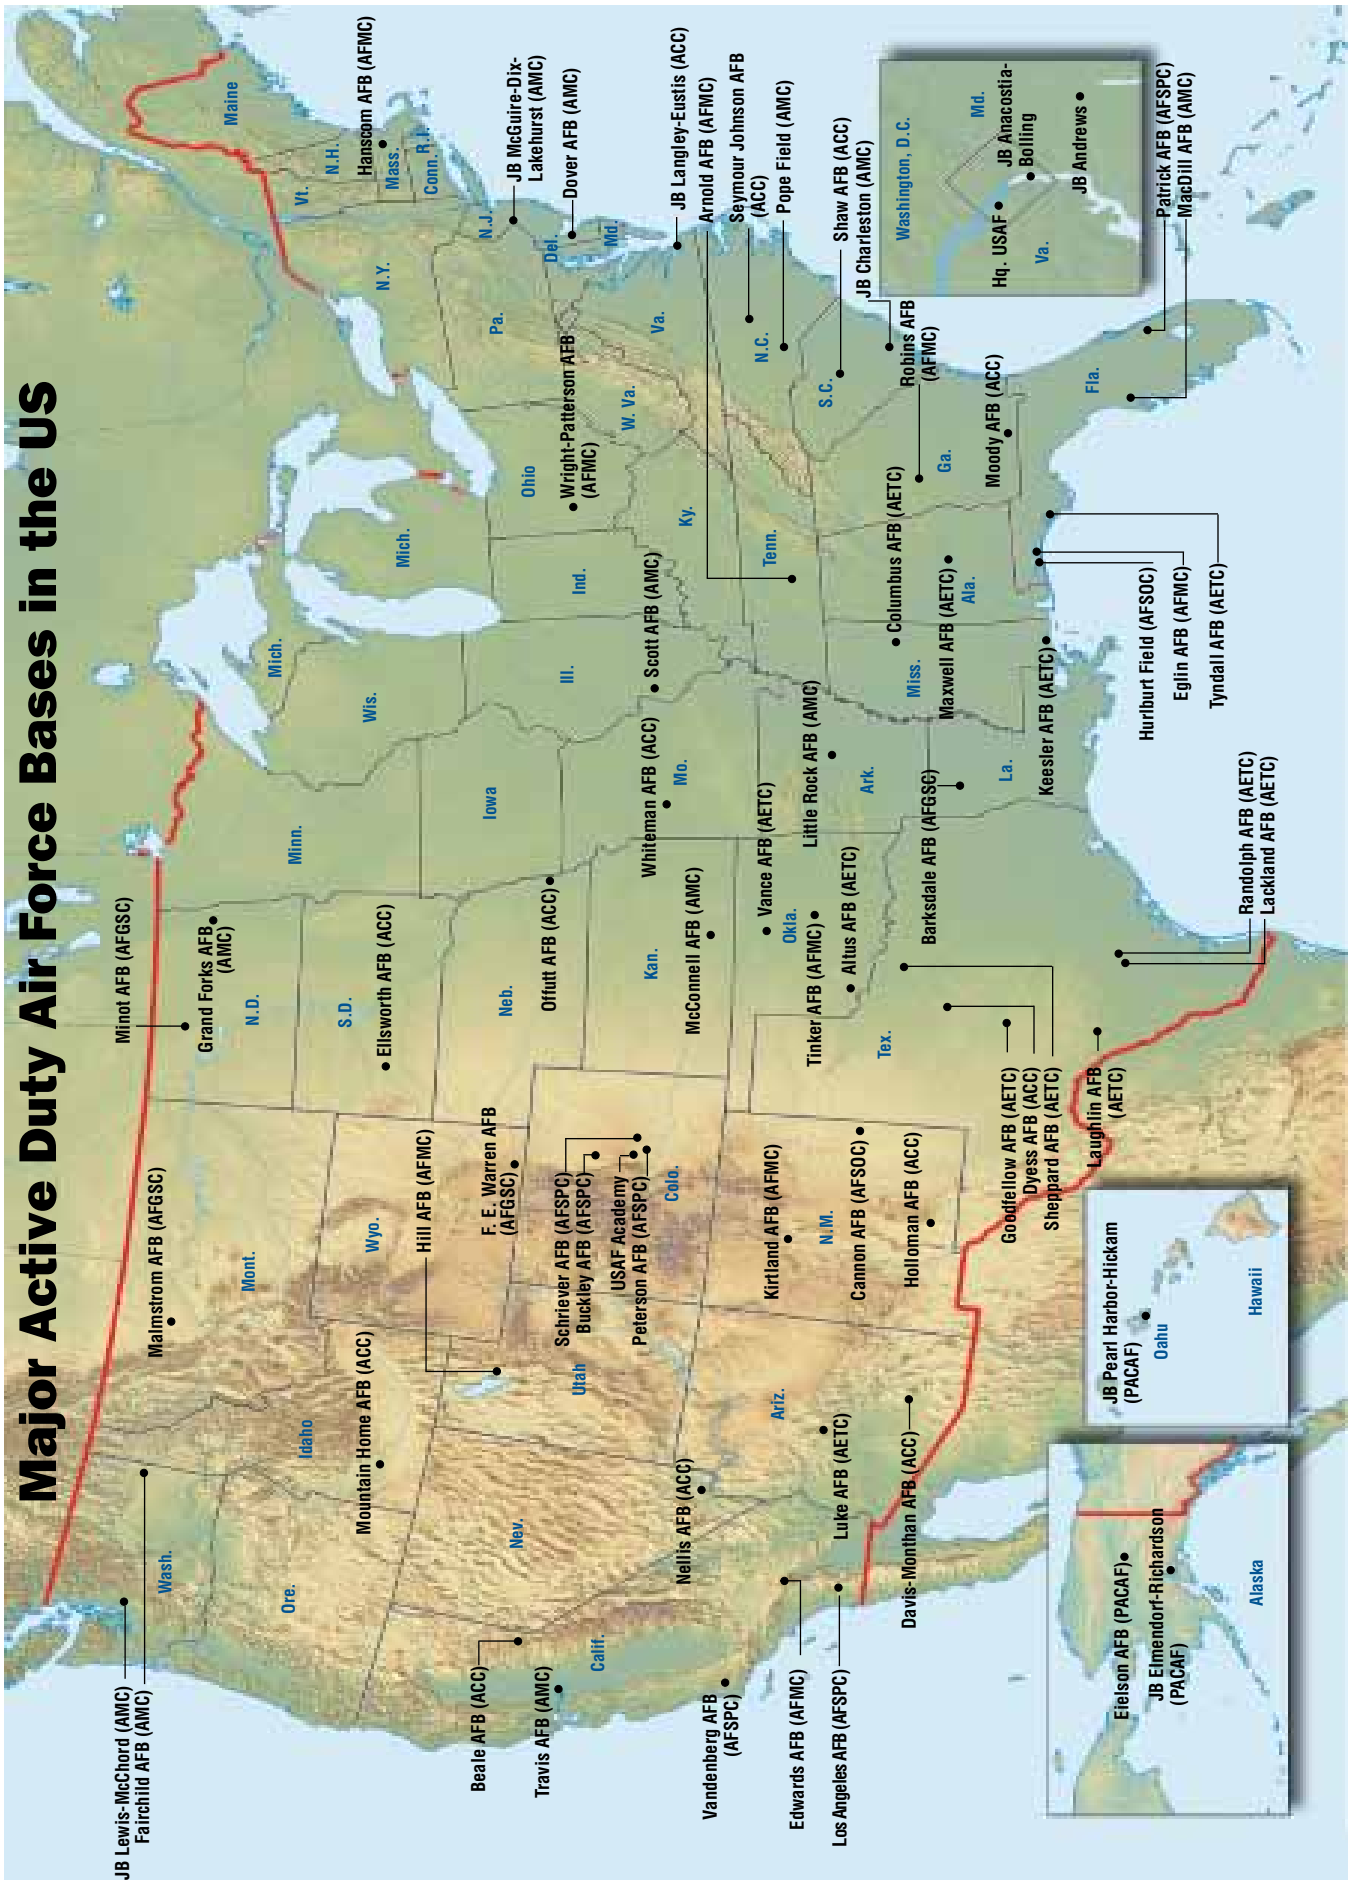 Major Active Duty Air Force Bases in the US
JB Lewis-McChord (AMC)
Fairchild AFB (AMC)
Wash.
Ore.
Idaho
Mountain Home AFB (ACC)
Malmstrom AFB (AFGSC)
Mont.
Wyo.
Minot AFB (AFGSC)
Grand Forks AFB
(AMC)
N.D.
S.D.
Ellsworth AFB (ACC)
Minn.
Wis.
Mich.
Mich.
Maine
Vt.
N.H.
Hanscom AFB (AFMC)
Mass.
Conn.
R.I.
N.Y.
Pa.
N.J.
JB McGuire-Dix-
Lakehurst (AMC)
Del.
Dover AFB (AMC)
Md.
Beale AFB (ACC)
Travis AFB (AMC)
Calif.
Nev.
Hill AFB (AFMC)
Utah
F. E. Warren AFB
(AFGSC)
Schriever AFB (AFSPC)
Buckley AFB (AFSPC)
USAF Academy
Peterson AFB (AFSPC)
Colo.
Neb.
Offutt AFB (ACC)
Iowa
Kan.
McConnell AFB (AMC)
Whiteman AFB (ACC)
Mo.
Ill.
Scott AFB (AMC)
Ind.
Ohio
Wright-Patterson AFB
(AFMC)
W. Va.
Va.
Ky.
JB Langley-Eustis (ACC)
Arnold AFB (AFMC)
Tenn.
Seymour Johnson AFB
(ACC)
N.C.
Pope Field (AMC)
S.C.
Shaw AFB (ACC)
JB Charleston (AMC)
Vandenberg AFB
(AFSPC)
Edwards AFB (AFMC)
Los Angeles AFB (AFSPC)
Nellis AFB (ACC)
Ariz.
Luke AFB (AETC)
Davis-Monthan AFB (ACC)
Kirtland AFB (AFMC)
N.M.
Cannon AFB (AFSOC)
Holloman AFB (ACC)
Vance AFB (AETC)
Okla.
Tinker AFB (AFMC)
Altus AFB (AETC)
Little Rock AFB (AMC)
Ark.
Tex.
Goodfellow AFB (AETC)
Dyess AFB (ACC)
Sheppard AFB (AETC)
Laughlin AFB
(AETC)
Randolph AFB (AETC)
Lackland AFB (AETC)
Barksdale AFB (AFGSC)
La.
Miss.
Columbus AFB (AETC)
Keesler AFB (AETC)
Maxwell AFB (AETC)
Ala.
Robins AFB
(AFMC)
Ga.
Moody AFB (ACC)
Hurlburt Field (AFSOC)
Eglin AFB (AFMC)
Tyndall AFB (AETC)
Fla.
Patrick AFB (AFSPC)
MacDill AFB (AMC)
Washington, D.C.
Md.
Hq. USAF
JB Anacostia-
Bolling
Va.
JB Andrews
Eielson AFB (PACAF)
JB Elmendorf-Richardson
(PACAF)
Alaska
JB Pearl Harbor-Hickam
(PACAF)
Oahu
Hawaii